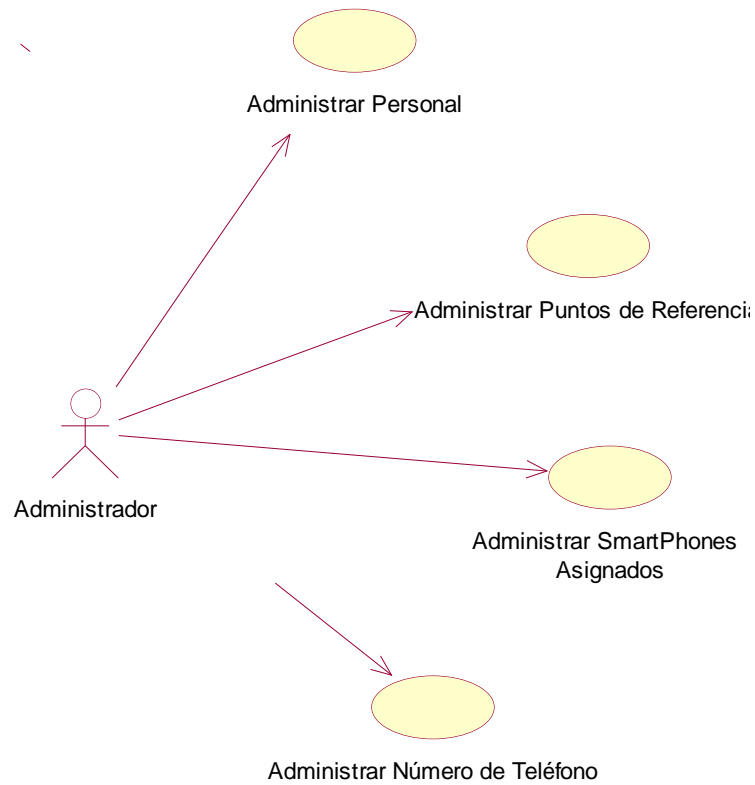 Administrar Personal
Administrar Puntos de Referencia
Administrador
Administrar SmartPhones
Asignados
Administrar Número de Teléfono